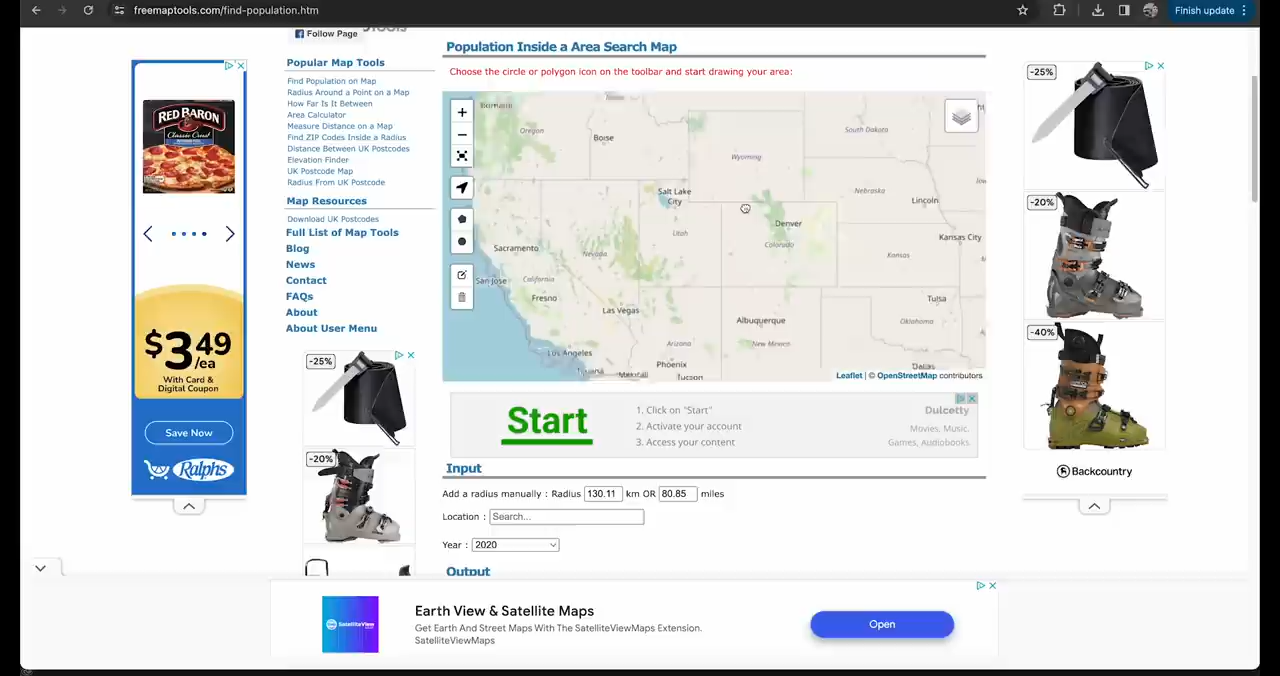 freemaptools.com/find-population.htm
Finish update
Follow Page
Popular Map Tools
Find Population on Map
Radius Around a Point on a Map
How Far Is It Between
Area Calculator
Measure Distance on a Map
Find ZIP Codes Inside a Radius
Distance Between UK Postcodes
Elevation Finder
UK Postcode Map
Radius From UK Postcode
Map Resources
Download UK Postcodes
Full List of Map Tools
Blog
News
Contact
FAQs
About
About User Menu
RED BARON
$3.49
/ea
With Card &
Digital Coupon
Save Now
Ralphs
-25%
-20%
Population Inside a Area Search Map
Choose the circle or polygon icon on the toolbar and start drawing your area:
+
−
Oregon
Boise
South Dakota
Wyoming
Salt Lake
City
Nebraska
Lincoln
Utah
Denver
Colorado
Kansas City
Sacramento
Nevada
Kansas
San Jose
California
Fresno
Las Vegas
Tulsa
Albuquerque
Oklahoma
Arizona
New Mexico
Los Angeles
Phoenix
Tijuana
Mexicali
Tucson
Dallas
Leaflet | © OpenStreetMap contributors
Start
1. Click on "Start"
2. Activate your account
3. Access your content
Dulcetty
Movies, Music,
Games, Audiobooks
Input
Add a radius manually : Radius 130.11 km OR 80.85 miles
Location : Search...
Year : 2020
Output
-25%
-20%
-40%
Backcountry
SatelliteView
Earth View & Satellite Maps
Get Earth And Street Maps With The SatelliteViewMaps Extension.
SatelliteViewMaps
Open